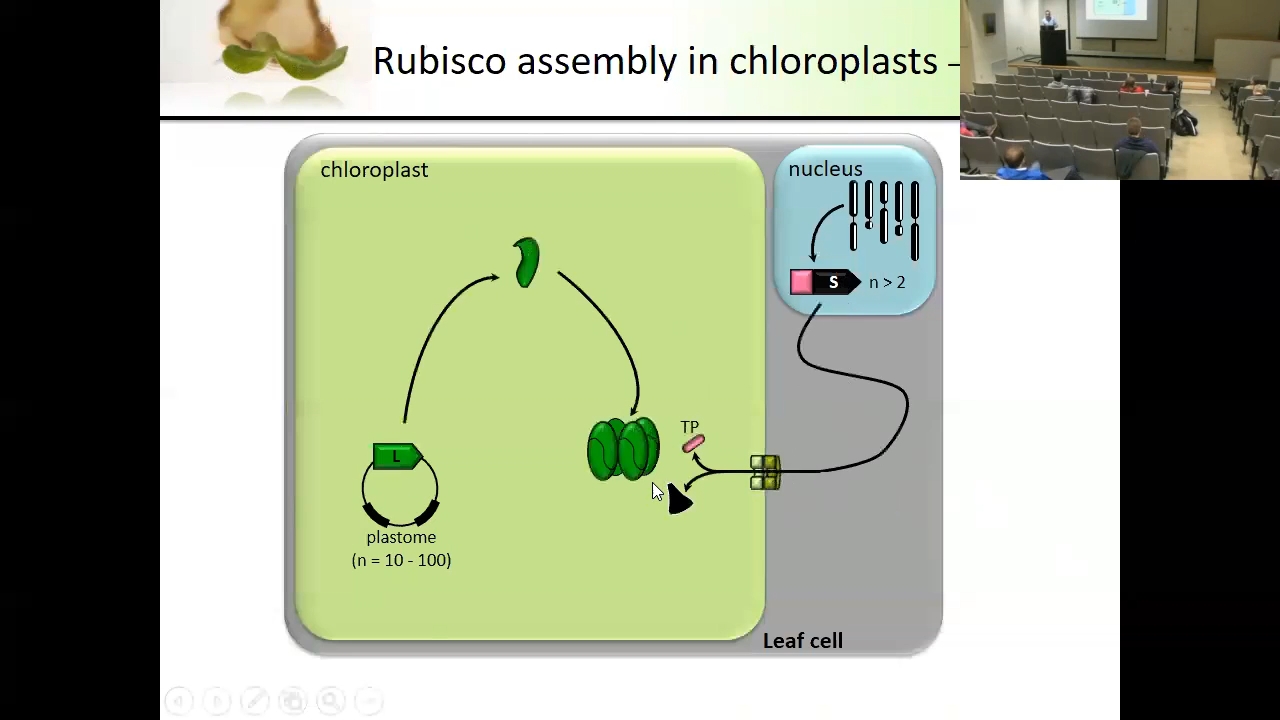 Rubisco assembly in chloroplasts –
chloroplast
nucleus
S n > 2
TP
L
plastome
(n = 10 - 100)
Leaf cell